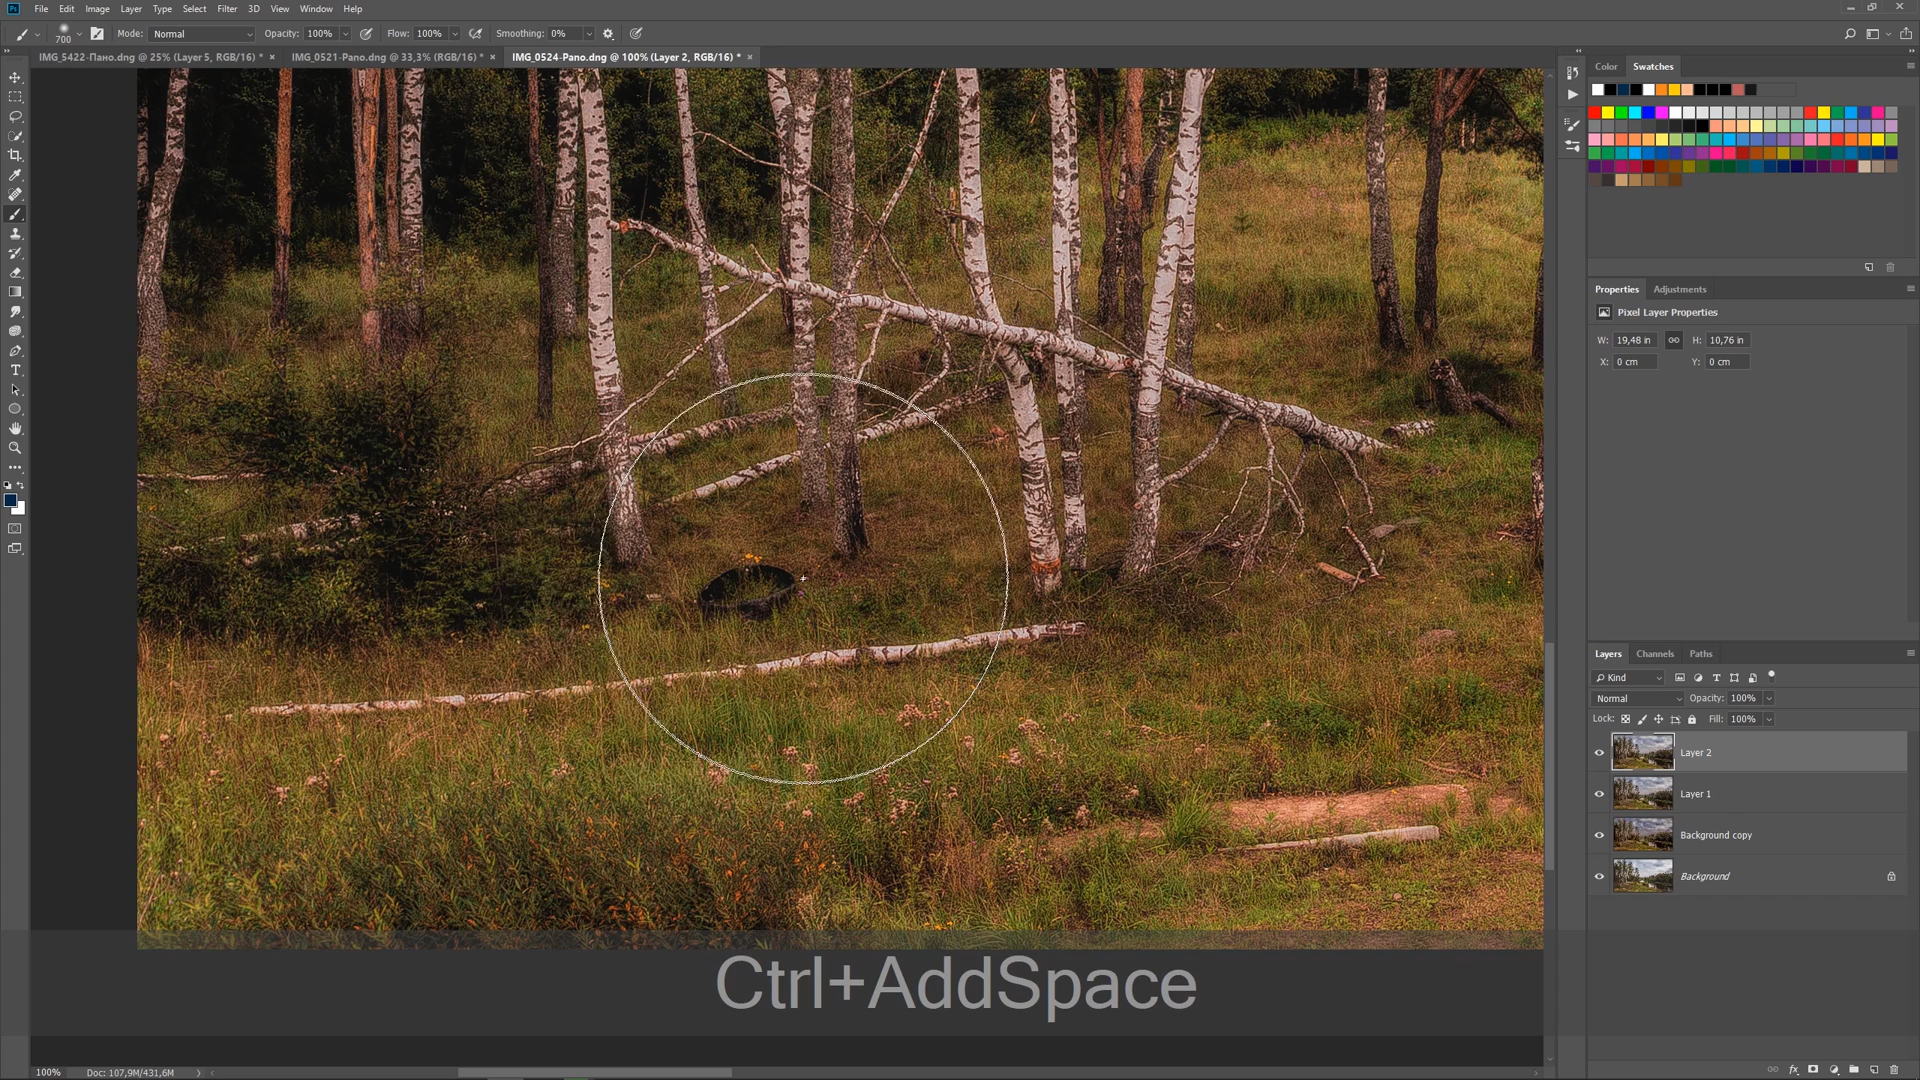 Ps File Edit Image Layer Type Select Filter 3D View Window Help
700 Mode: Normal Opacity: 100% Flow: 100% Smoothing: 0%
IMG_5422-Пано.dng @ 25% (Layer 5, RGB/16) * × IMG_0521-Pano.dng @ 33,3% (RGB/16) * × IMG_0524-Pano.dng @ 100% (Layer 2, RGB/16) * ×
Color Swatches
Properties Adjustments
Pixel Layer Properties
W: 19,48 in H: 10,76 in
X: 0 cm Y: 0 cm
Layers Channels Paths
Kind
Normal Opacity: 100%
Lock: Fill: 100%
Layer 2
Layer 1
Background copy
Background
Ctrl+AddSpace
100% Doc: 107,9M/431,6M